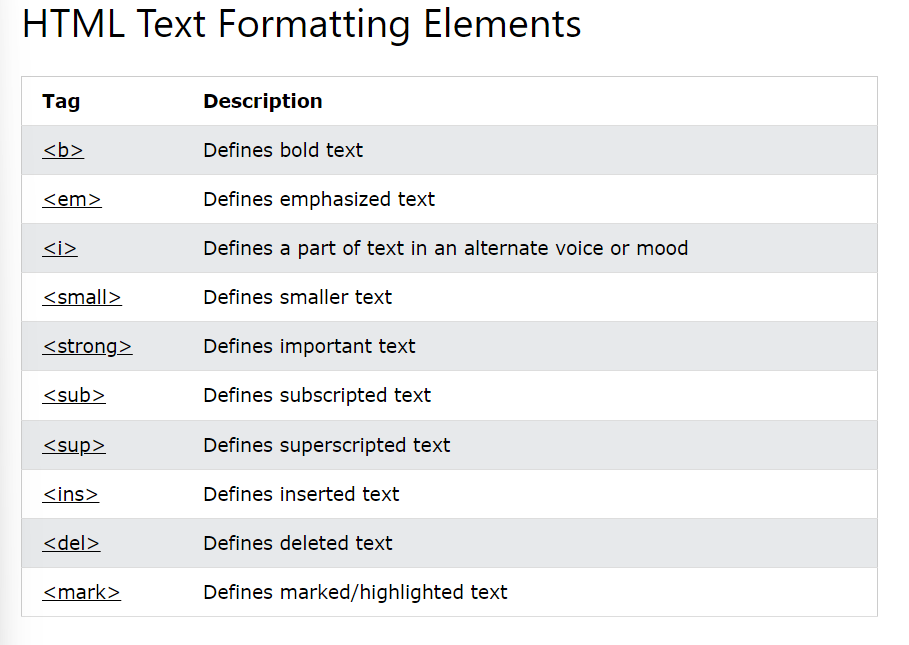 HTML Text Formatting Elements
Tag Description
<b> Defines bold text
<em> Defines emphasized text
<i> Defines a part of text in an alternate voice or mood
<small> Defines smaller text
<strong> Defines important text
<sub> Defines subscripted text
<sup> Defines superscripted text
<ins> Defines inserted text
<del> Defines deleted text
<mark> Defines marked/highlighted text